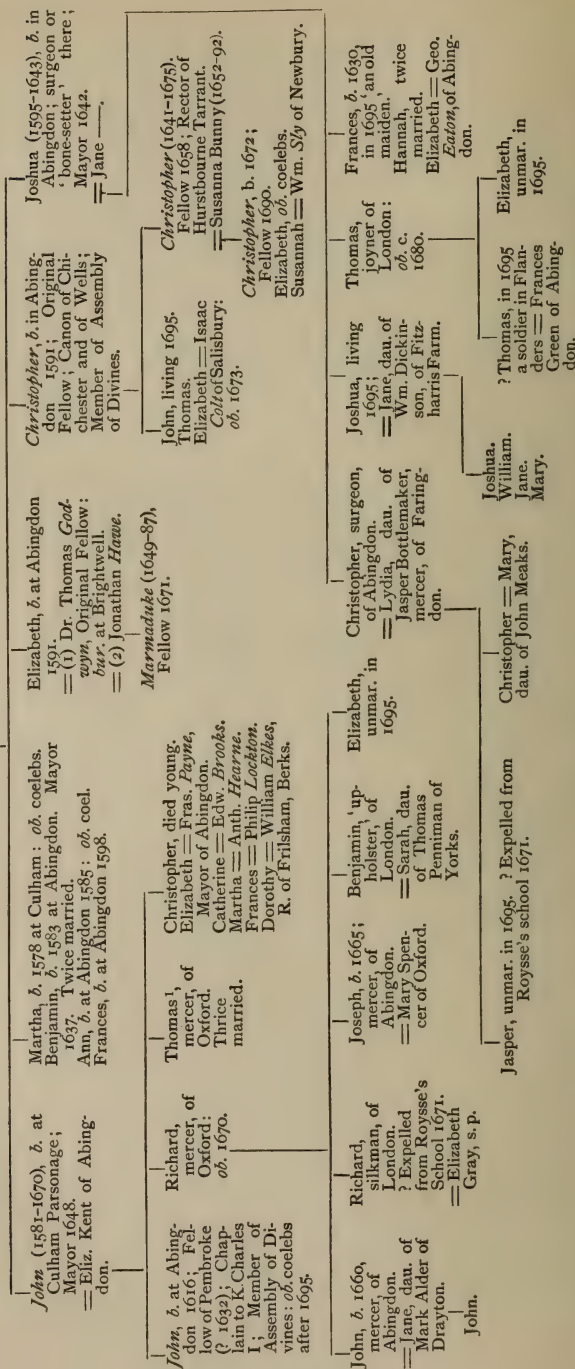 John (1581-1670), b. at
Culham Parsonage;
Mayor 1648.
= Eliz. Kent of Abing-
don.
Martha, b. 1578 at Culham: ob. coelebs.
Benjamin, b. 1583 at Abingdon. Mayor
1637. Twice married.
Ann, b. at Abingdon 1585: ob. coel.
Frances, b. at Abingdon 1598.
Elizabeth, b. at Abingdon
1591.
= (1) Dr. Thomas God-
wyn, Original Fellow:
bur. at Brightwell.
= (2) Jonathan Hawe.
Christopher, b. in Abing-
don 1591; Original
Fellow; Canon of Chi-
chester and of Wells;
Member of Assembly
of Divines.
Joshua (1595-1643), b. in
Abingdon; surgeon or
'bone-setter' there;
Mayor 1642.
= Jane ——.
John, b. at Abing-
don 1616; Fel-
low of Pembroke
(? 1632); Chap-
lain to K. Charles
I; Member of
Assembly of Di-
vines: ob. coelebs
after 1695.
Richard,
mercer, of
Oxford:
ob. 1670.
Thomas¹,
mercer, of
Oxford.
Thrice
married.
Christopher, died young.
Elizabeth = Fras. Payne,
Mayor of Abingdon.
Catherine = Edw. Brooks.
Martha = Anth. Hearne.
Frances = Philip Lockton.
Dorothy = William Elkes,
R. of Frilsham, Berks.
Marmaduke (1649-87),
Fellow 1671.
John, living 1695.
Thomas.
Elizabeth = Isaac
Colt of Salisbury:
ob. 1673.
Christopher (1641-1675).
Fellow 1658; Rector of
Hurstbourne Tarrant.
= Susanna Bunny (1652-92).
Christopher, b. 1672;
Fellow 1690.
Elizabeth, ob. coelebs.
Susannah = Wm. Sly of Newbury.
John, b. 1660,
mercer, of
Abingdon.
= Jane, dau. of
Mark Alder of
Drayton.
John.
Richard,
silkman, of
London.
? Expelled
from Roysse's
School 1671.
= Elizabeth
Gray, s. p.
Joseph, b. 1665;
mercer, of
Abingdon.
= Mary Spen-
cer of Oxford.
Benjamin, 'up-
holster,' of
London.
= Sarah, dau.
of Thomas
Penniman of
Yorks.
Elizabeth,
unmar. in
1695.
Christopher, surgeon,
of Abingdon.
= Lydia, dau. of
Jasper Bottlemaker,
mercer, of Faring-
don.
Joshua, living
1695;
= Jane, dau. of
Wm. Dickin-
son, of Fitz-
harris Farm.
Thomas,
joyner of
London:
ob. c.
1680.
Frances, b. 1630,
in 1695 'an old
maiden.'
Hannah, twice
married.
Elizabeth = Geo.
Eaton, of Abing-
don.
Jasper, unmar. in 1695. ? Expelled from
Roysse's school 1671.
Christopher = Mary,
dau. of John Meaks.
Joshua.
William.
Jane.
Mary.
? Thomas, in 1695
a soldier in Flan-
ders = Frances
Green of Abing-
don.
Elizabeth,
unmar. in
1695.